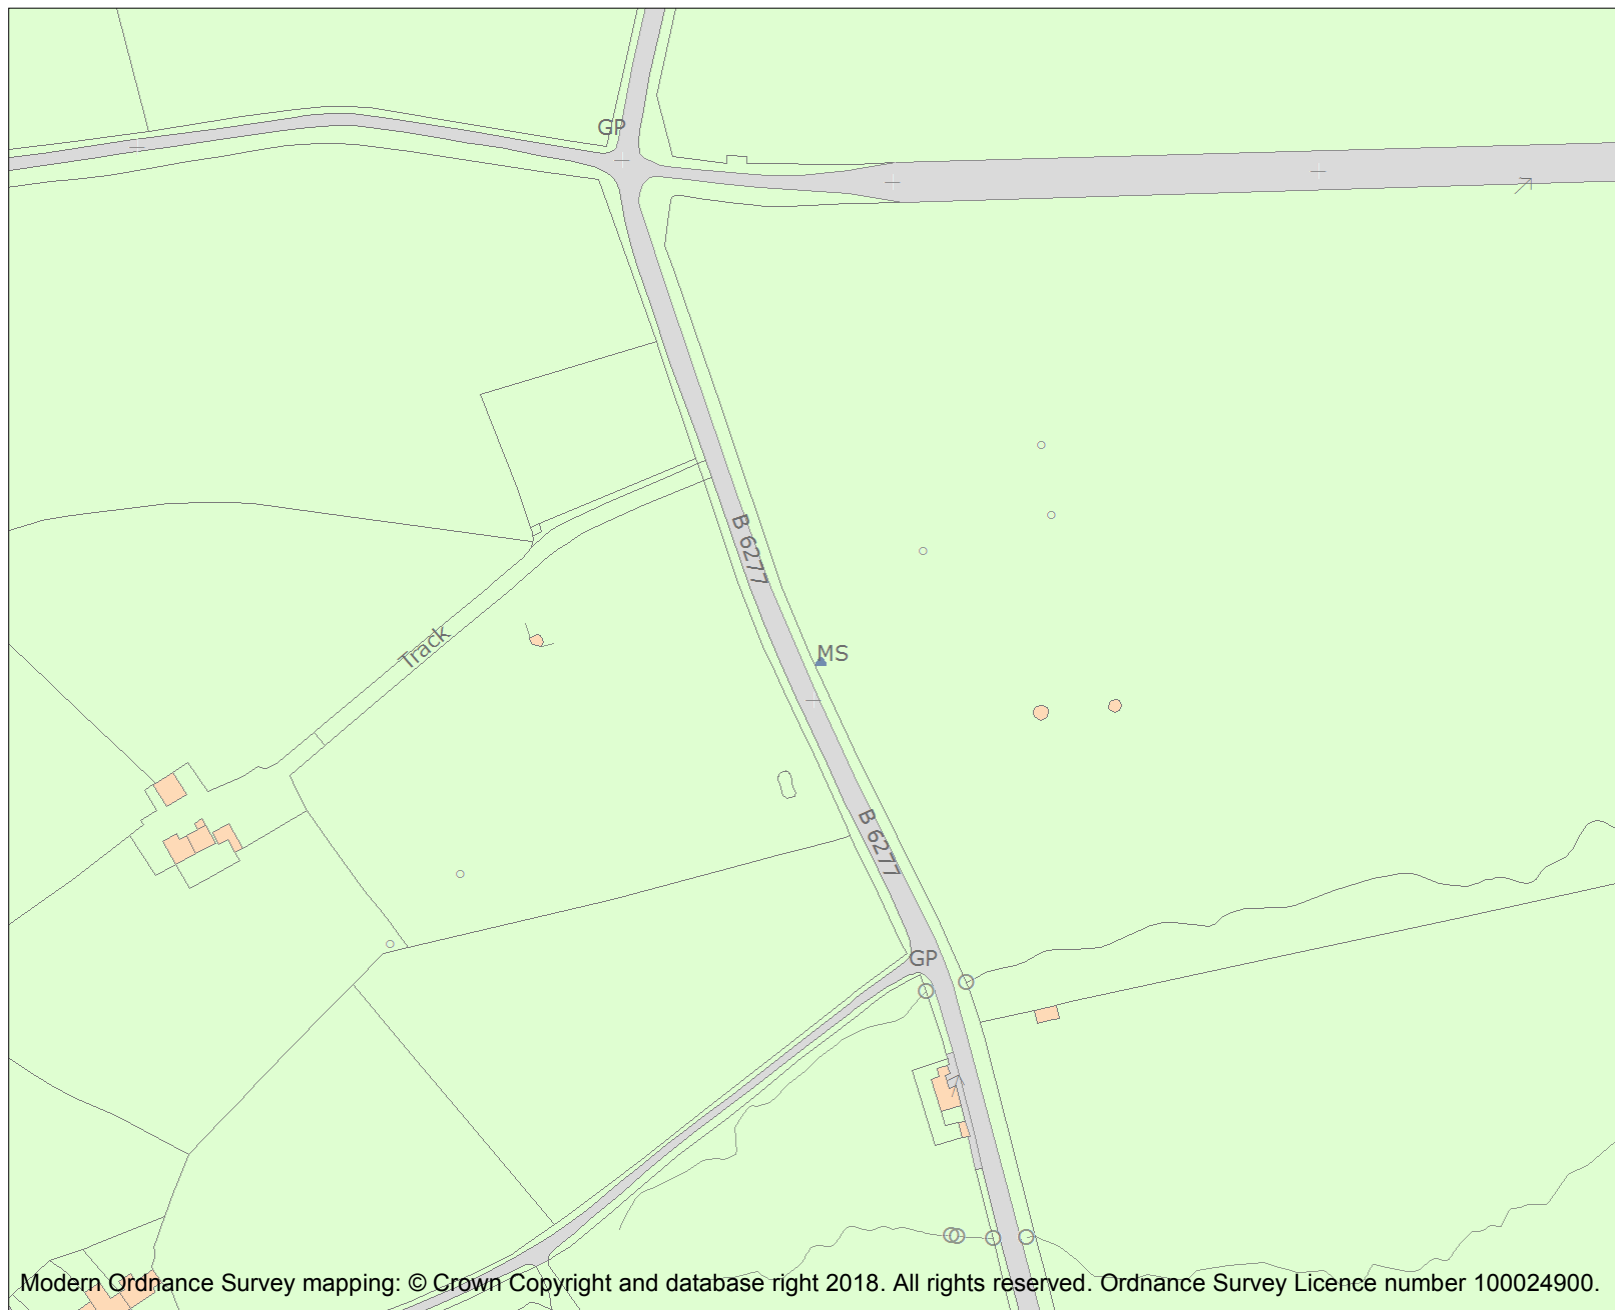 GP
B 6277
Track
MS
B 6277
GP
Modern Ordnance Survey mapping: © Crown Copyright and database right 2018. All rights reserved. Ordnance Survey Licence number 100024900.